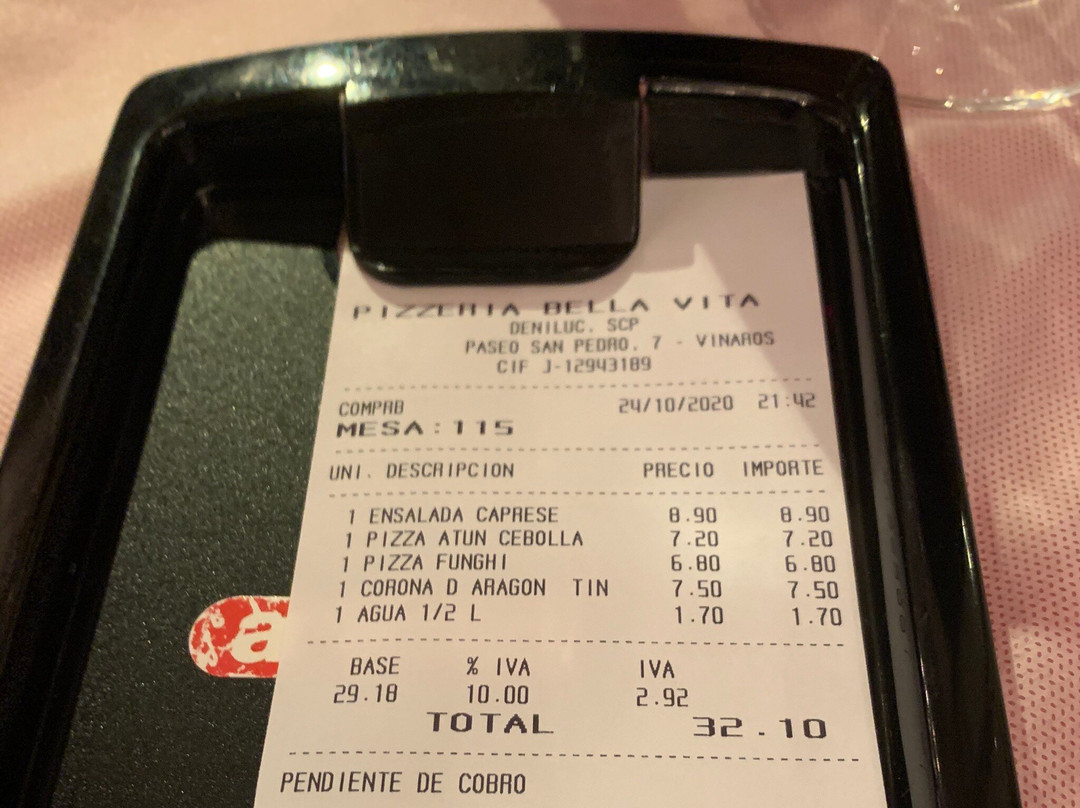 PIZZERIA BELLA VITA
DENILUC. SCP
PASEO SAN PEDRO. 7 - VINAROS
CIF J-12943189
COMPRB 24/10/2020 21:42
MESA: 115
UNI. DESCRIPCION PRECIO IMPORTE
1 ENSALADA CAPRESE 8.90 8.90
1 PIZZA ATUN CEBOLLA 7.20 7.20
1 PIZZA FUNGHI 6.80 6.80
1 CORONA D ARAGON TIN 7.50 7.50
1 AGUA 1/2 L 1.70 1.70
BASE % IVA IVA
29.18 10.00 2.92
TOTAL 32.10
PENDIENTE DE COBRO